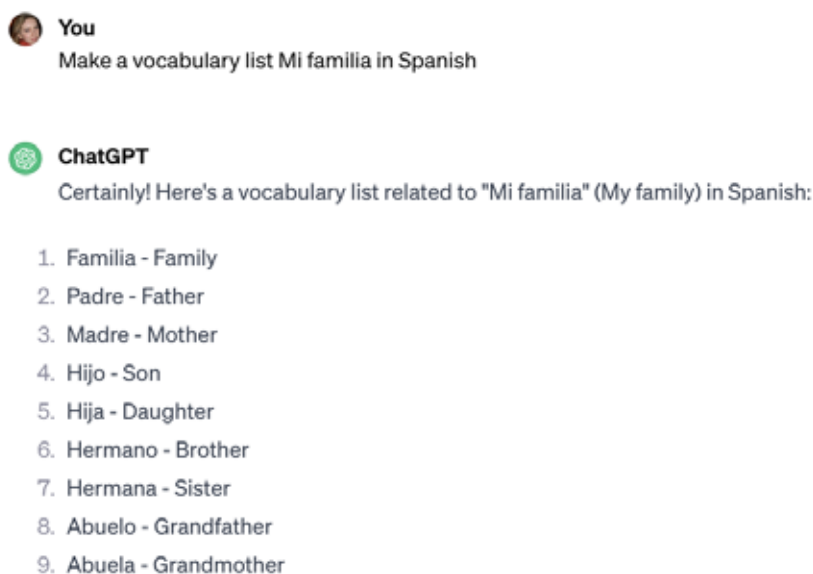 You
Make a vocabulary list Mi familia in Spanish
ChatGPT
Certainly! Here's a vocabulary list related to "Mi familia" (My family) in Spanish:
1. Familia - Family
2. Padre - Father
3. Madre - Mother
4. Hijo - Son
5. Hija - Daughter
6. Hermano - Brother
7. Hermana - Sister
8. Abuelo - Grandfather
9. Abuela - Grandmother